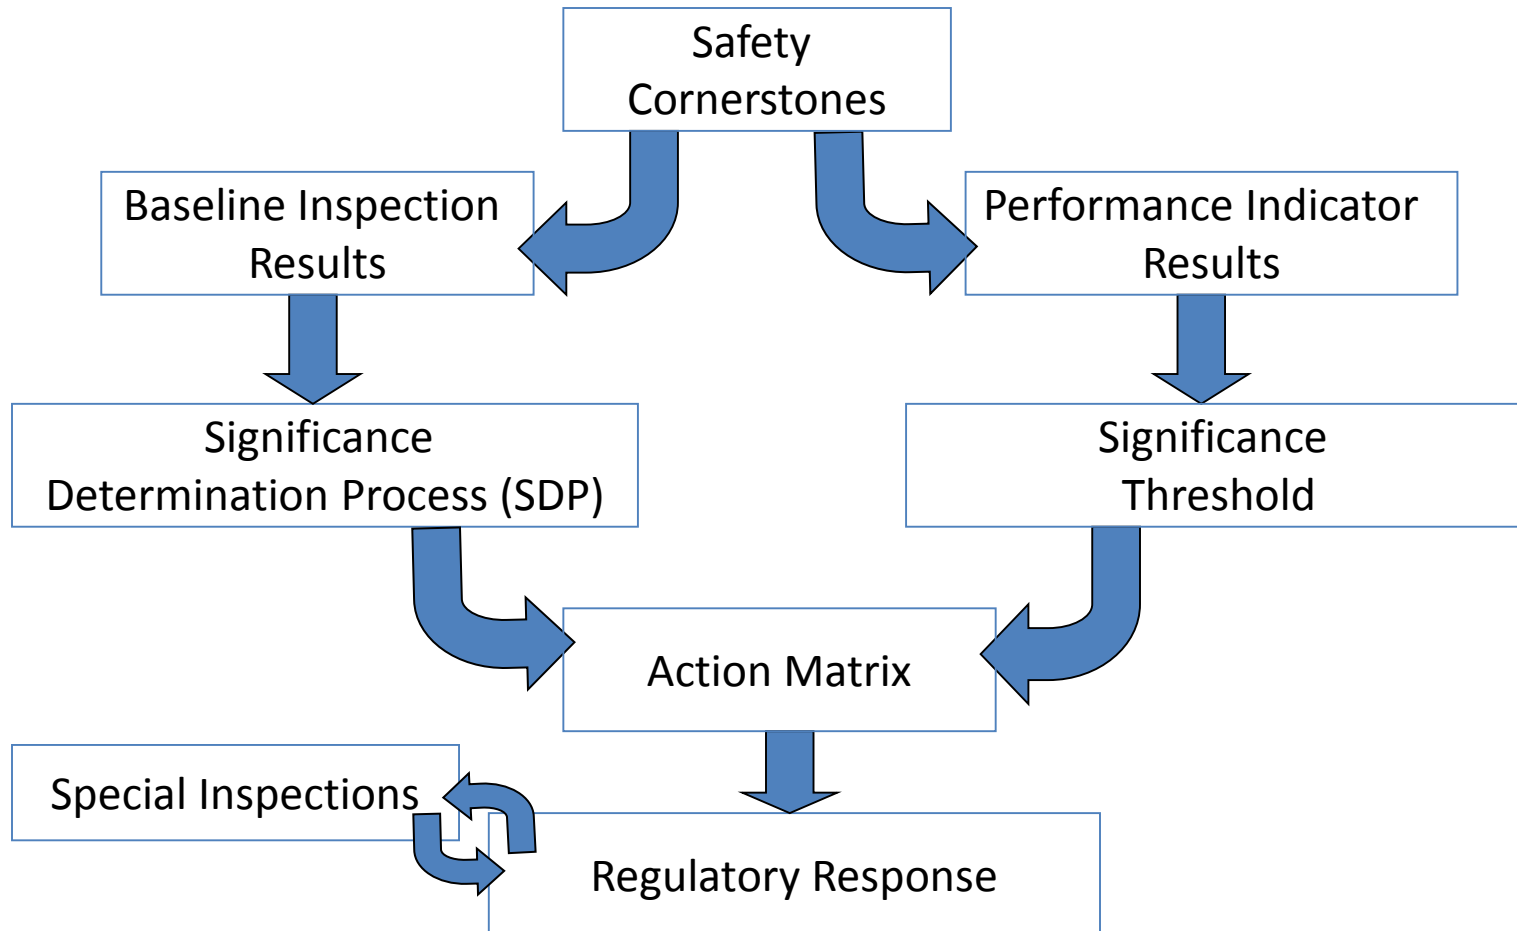 Safety
Cornerstones
Baseline Inspection
Results
Performance Indicator
Results
Significance
Determination Process (SDP)
Significance
Threshold
Action Matrix
Special Inspections
Regulatory Response